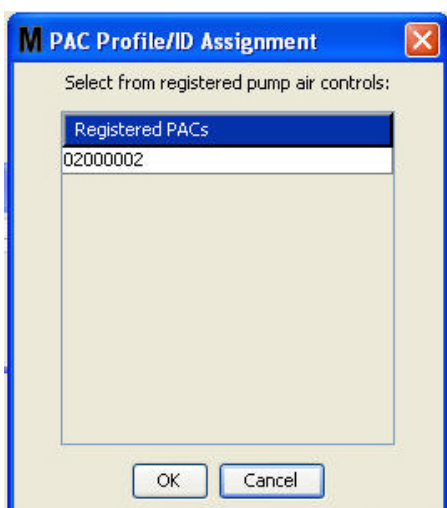 M PAC Profile/ID Assignment
Select from registered pump air controls:
Registered PACs
02000002
OK Cancel